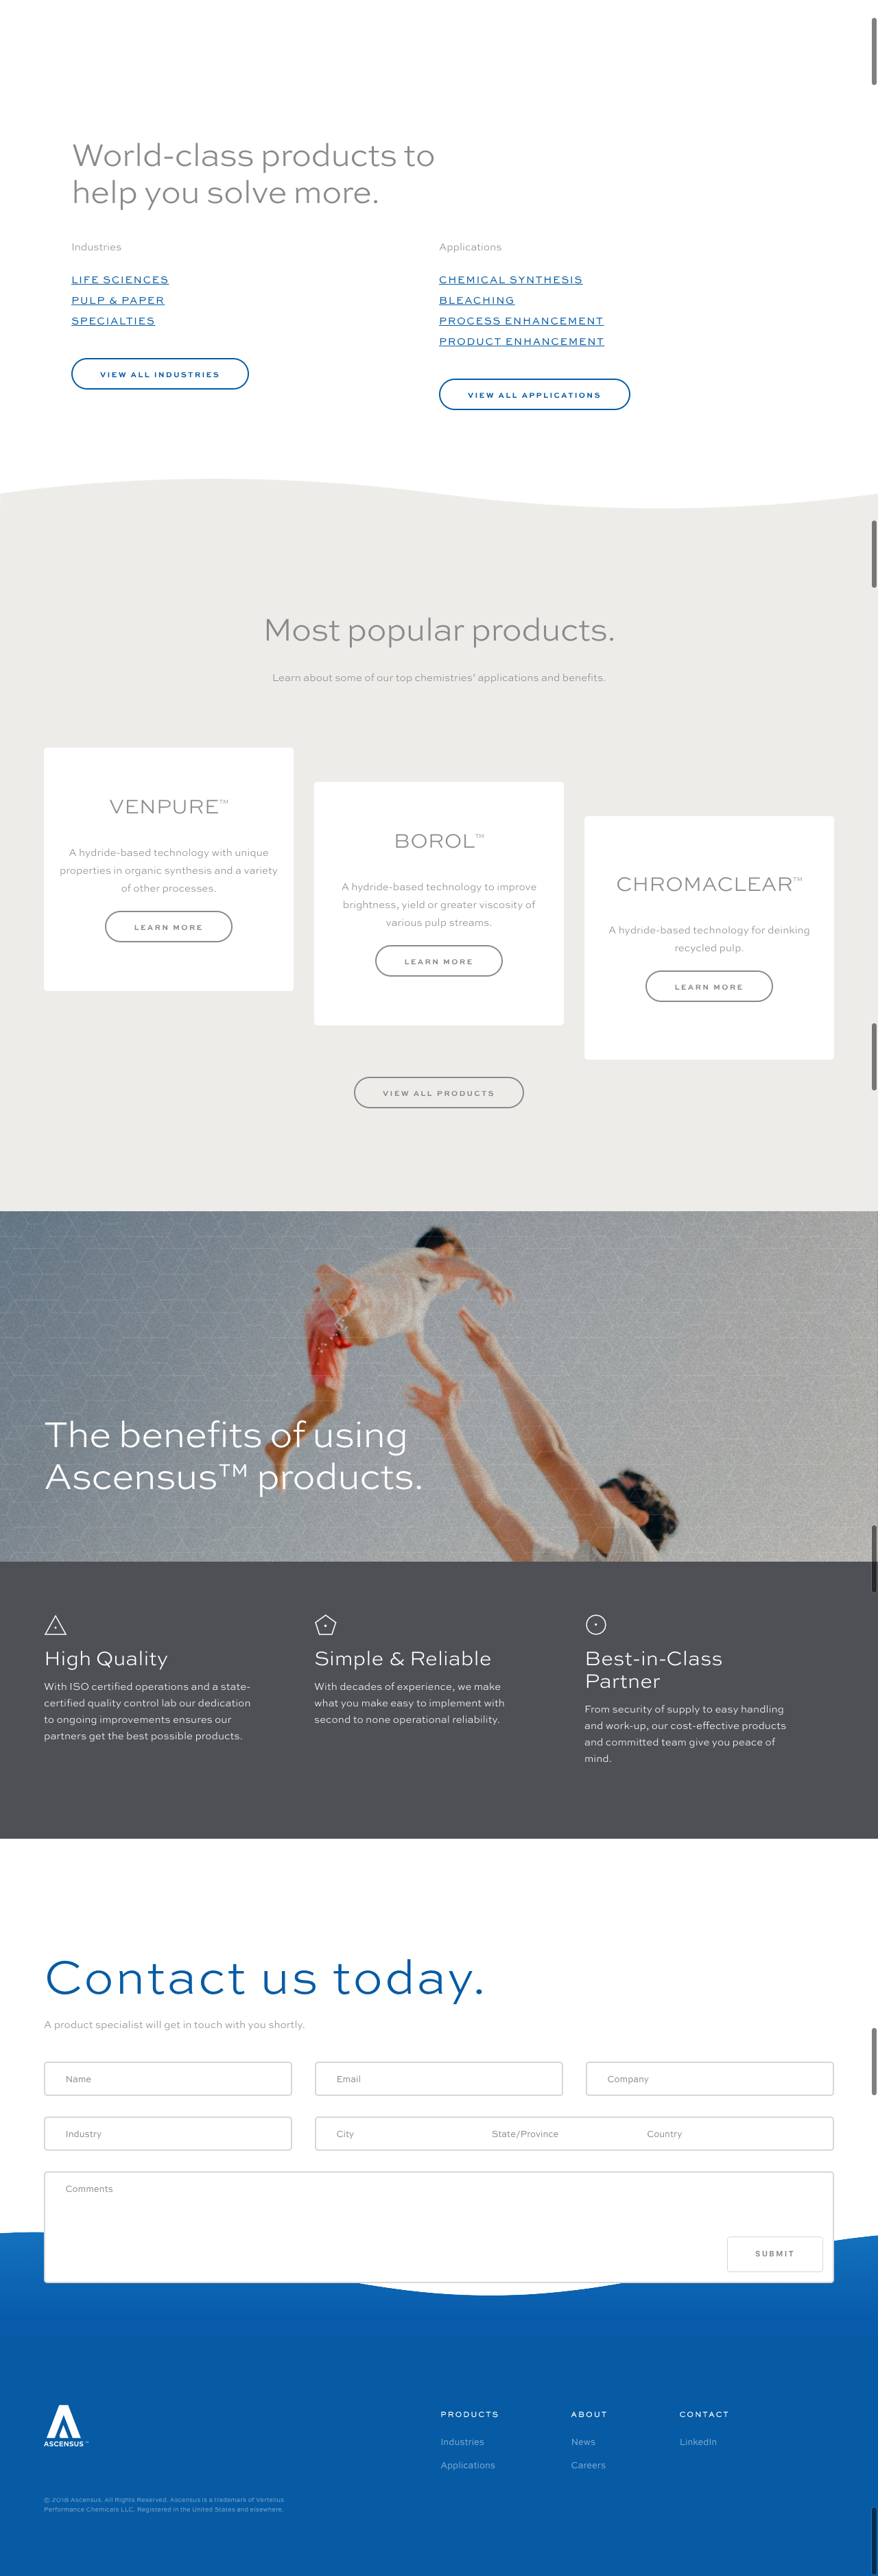 World-class products to
help you solve more.
Industries
LIFE SCIENCES
PULP & PAPER
SPECIALTIES
VIEW ALL INDUSTRIES
Applications
CHEMICAL SYNTHESIS
BLEACHING
PROCESS ENHANCEMENT
PRODUCT ENHANCEMENT
VIEW ALL APPLICATIONS
Most popular products.
Learn about some of our top chemistries' applications and benefits.
VENPURE™
A hydride-based technology with unique
properties in organic synthesis and a variety
of other processes.
LEARN MORE
BOROL™
A hydride-based technology to improve
brightness, yield or greater viscosity of
various pulp streams.
LEARN MORE
CHROMACLEAR™
A hydride-based technology for deinking
recycled pulp.
LEARN MORE
VIEW ALL PRODUCTS
The benefits of using
Ascensus™ products.
High Quality
With ISO certified operations and a state-
certified quality control lab our dedication
to ongoing improvements ensures our
partners get the best possible products.
Simple & Reliable
With decades of experience, we make
what you make easy to implement with
second to none operational reliability.
Best-in-Class
Partner
From security of supply to easy handling
and work-up, our cost-effective products
and committed team give you peace of
mind.
Contact us today.
A product specialist will get in touch with you shortly.
Name
Email
Company
Industry
City
State/Province
Country
Comments
SUBMIT
ASCENSUS™
PRODUCTS
Industries
Applications
ABOUT
News
Careers
CONTACT
LinkedIn
© 2018 Ascensus. All Rights Reserved. Ascensus is a trademark of Vertellus
Performance Chemicals LLC. Registered in the United States and elsewhere.